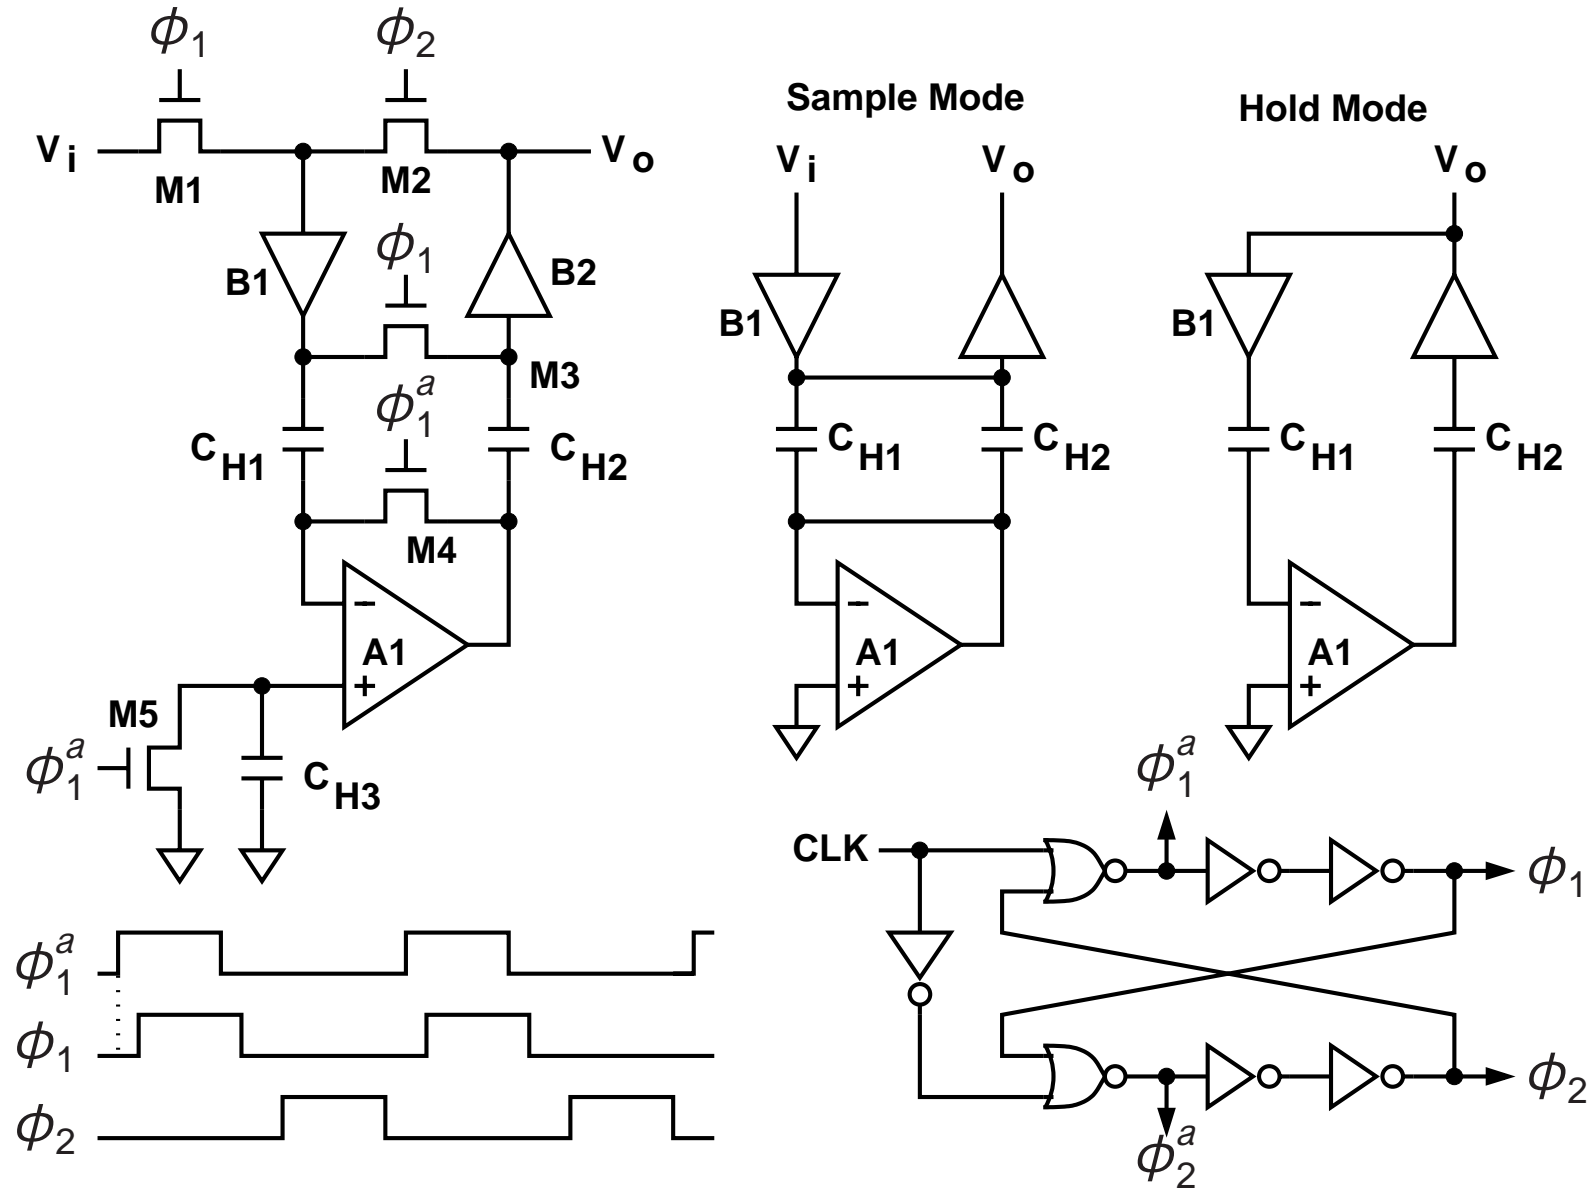 ϕ1 ϕ2
Vi M1 M2 Vo
B1 ϕ1 B2
M3
ϕ1a
CH1 CH2
M4
−
A1
+
M5
ϕ1a CH3
Sample Mode
Vi Vo
B1
CH1 CH2
−
A1
+
Hold Mode
Vo
B1
CH1 CH2
−
A1
+
ϕ1a
ϕ1
ϕ2
ϕ1a
CLK
ϕ1
ϕ2
ϕ2a